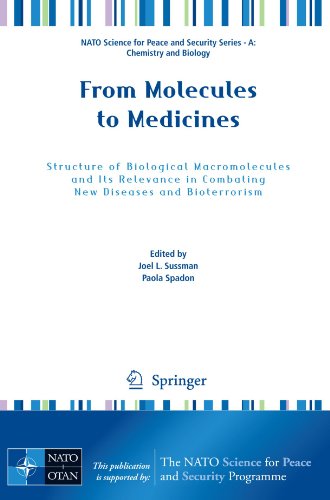 NATO Science for Peace and Security Series - A:
Chemistry and Biology
From Molecules
to Medicines
Structure of Biological Macromolecules
and Its Relevance in Combating
New Diseases and Bioterrorism
Edited by
Joel L. Sussman
Paola Spadon
Springer
NATO
OTAN
This publication
is supported by:
The NATO Science for Peace
and Security Programme